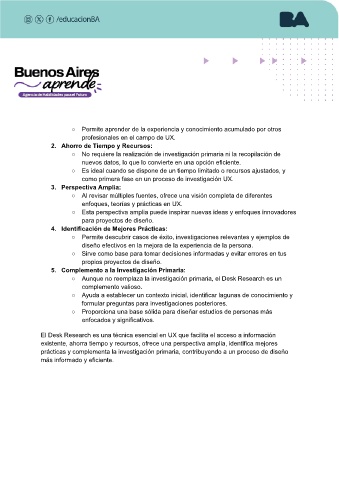 /educacionBA
BA
Buenos Aires
aprende
Agencia de Habilidades para el Futuro
○ Permite aprender de la experiencia y conocimiento acumulado por otros
profesionales en el campo de UX.
2. Ahorro de Tiempo y Recursos:
○ No requiere la realización de investigación primaria ni la recopilación de
nuevos datos, lo que lo convierte en una opción eficiente.
○ Es ideal cuando se dispone de un tiempo limitado o recursos ajustados, y
como primera fase en un proceso de investigación UX.
3. Perspectiva Amplia:
○ Al revisar múltiples fuentes, ofrece una visión completa de diferentes
enfoques, teorías y prácticas en UX.
○ Esta perspectiva amplia puede inspirar nuevas ideas y enfoques innovadores
para proyectos de diseño.
4. Identificación de Mejores Prácticas:
○ Permite descubrir casos de éxito, investigaciones relevantes y ejemplos de
diseño efectivos en la mejora de la experiencia de la persona.
○ Sirve como base para tomar decisiones informadas y evitar errores en tus
propios proyectos de diseño.
5. Complemento a la Investigación Primaria:
○ Aunque no reemplaza la investigación primaria, el Desk Research es un
complemento valioso.
○ Ayuda a establecer un contexto inicial, identificar lagunas de conocimiento y
formular preguntas para investigaciones posteriores.
○ Proporciona una base sólida para diseñar estudios de personas más
enfocados y significativos.
El Desk Research es una técnica esencial en UX que facilita el acceso a información
existente, ahorra tiempo y recursos, ofrece una perspectiva amplia, identifica mejores
prácticas y complementa la investigación primaria, contribuyendo a un proceso de diseño
más informado y eficiente.